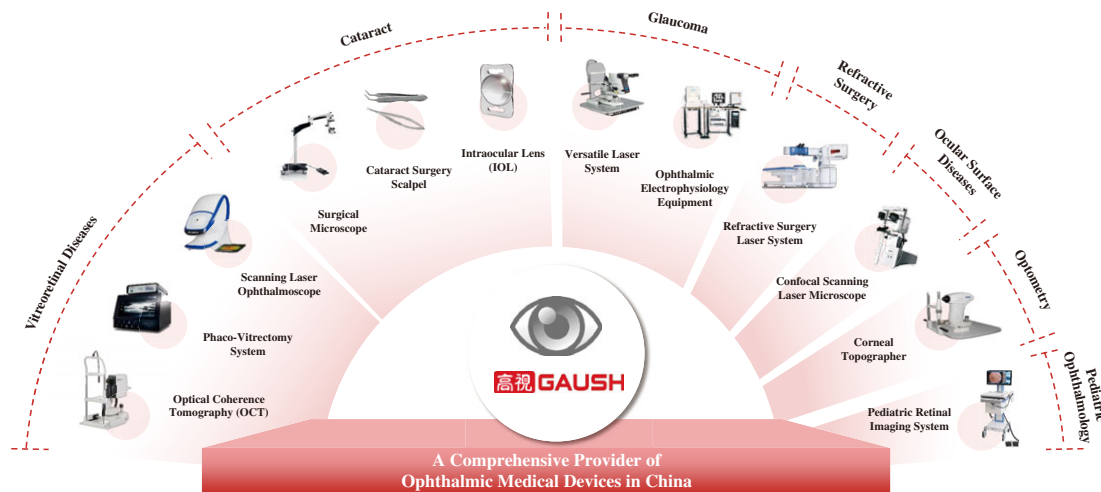 Vitreoretinal Diseases
Cataract
Glaucoma
Refractive
Surgery
Ocular Surface
Diseases
Optometry
Pediatric
Ophthalmology
Optical Coherence
Tomography (OCT)
Phaco-Vitrectomy
System
Scanning Laser
Ophthalmoscope
Surgical
Microscope
Cataract Surgery
Scalpel
Intraocular Lens
(IOL)
Versatile Laser
System
Ophthalmic
Electrophysiology
Equipment
Refractive Surgery
Laser System
Confocal Scanning
Laser Microscope
Corneal
Topographer
Pediatric Retinal
Imaging System
高視 GAUSH
A Comprehensive Provider of
Ophthalmic Medical Devices in China